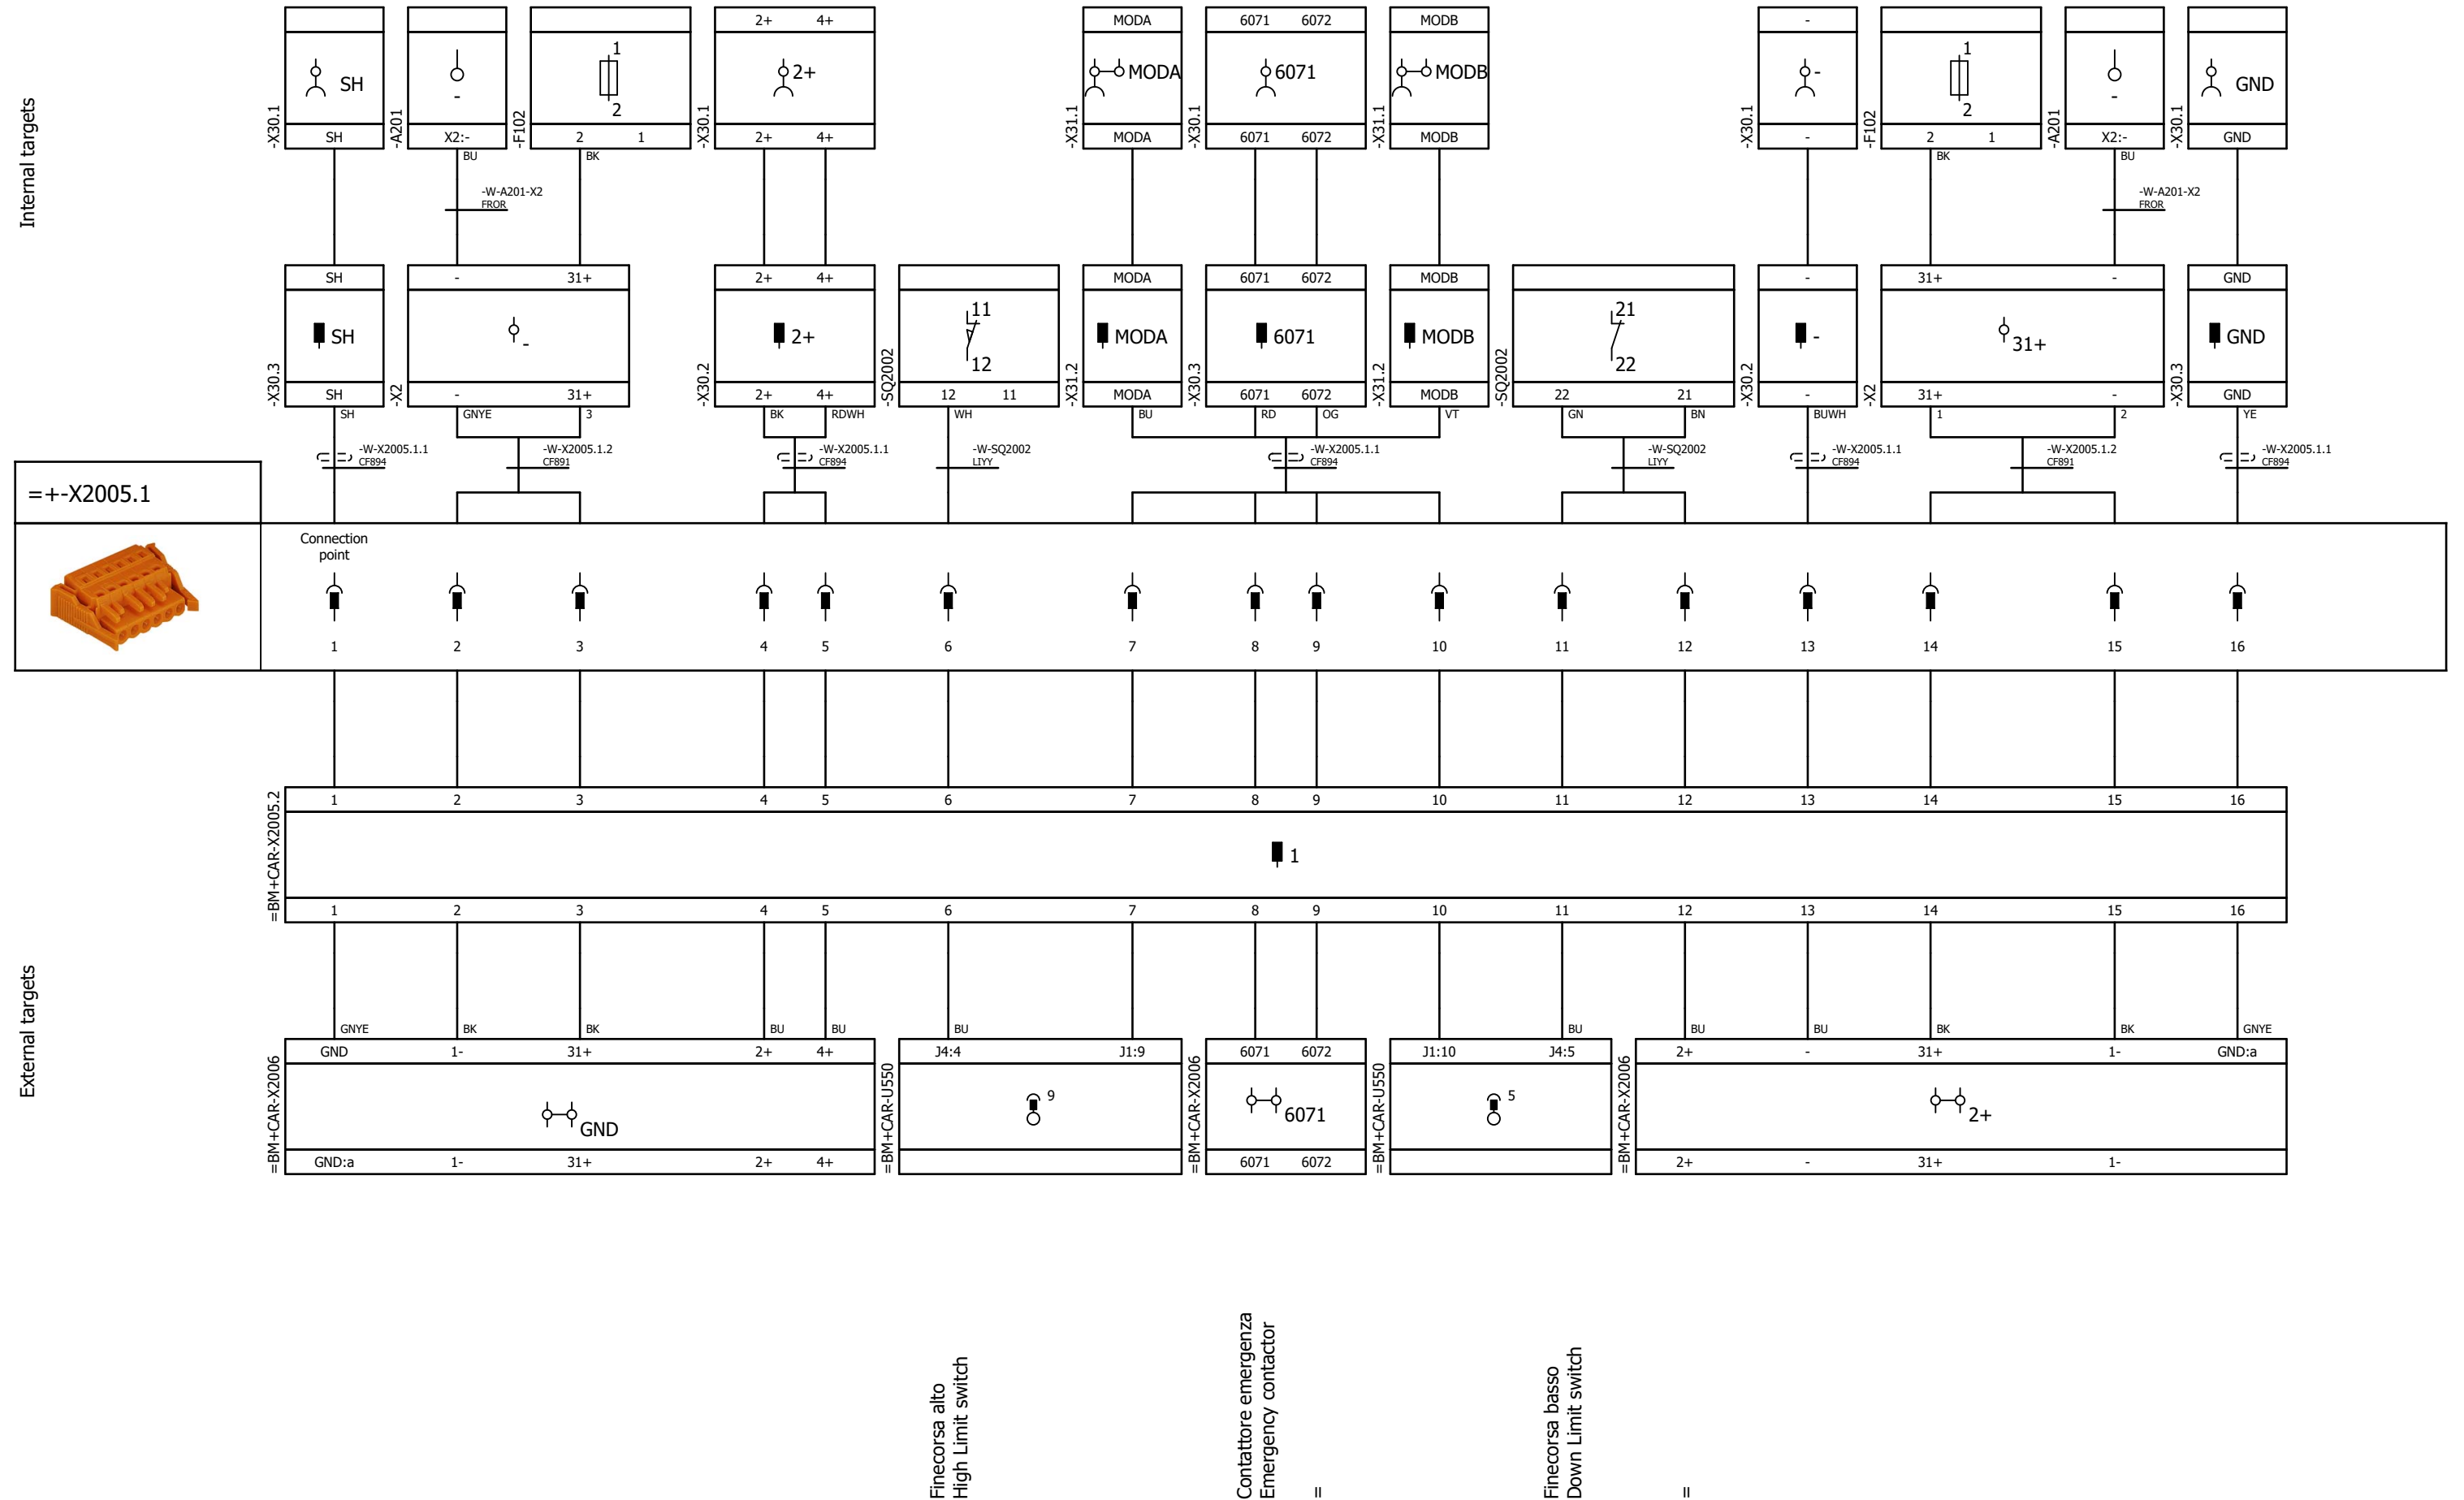 Internal targets
2+ 4+ MODA 6071 6072 MODB -
-X30.1 SH -A201 - -F102 1 2 -X30.1 2+ -X31.1 MODA -X30.1 6071 -X31.1 MODB -X30.1 - -F102 1 2 -A201 - -X30.1 GND
SH X2:- 2 1 2+ 4+ MODA 6071 6072 MODB - 2 1 X2:- GND
BU BK BK BU
-W-A201-X2 -W-A201-X2
FROR FROR
SH - 31+ 2+ 4+ MODA 6071 6072 MODB - 31+ - GND
-X30.3 SH -X2 - -X30.2 2+ -SQ2002 11 12 -X31.2 MODA -X30.3 6071 -X31.2 MODB -SQ2002 21 22 -X30.2 - -X2 31+ -X30.3 GND
SH - 31+ 2+ 4+ 12 11 MODA 6071 6072 MODB 22 21 - 31+ - GND
SH GNYE 3 BK RDWH WH BU RD OG VT GN BN BUWH 1 2 YE
-W-X2005.1.1 -W-X2005.1.2 -W-X2005.1.1 -W-SQ2002 -W-X2005.1.1 -W-SQ2002 -W-X2005.1.1 -W-X2005.1.2 -W-X2005.1.1
CF894 CF891 CF894 LIYY CF894 LIYY CF894 CF891 CF894
=+-X2005.1
Connection
point
1 2 3 4 5 6 7 8 9 10 11 12 13 14 15 16
=BM+CAR-X2005.2
1 2 3 4 5 6 7 8 9 10 11 12 13 14 15 16
1
1 2 3 4 5 6 7 8 9 10 11 12 13 14 15 16
External targets
GNYE BK BK BU BU BU BU BU BU BK BK GNYE
GND 1- 31+ 2+ 4+ J4:4 J1:9 6071 6072 J1:10 J4:5 2+ - 31+ 1- GND:a
=BM+CAR-X2006 GND =BM+CAR-U550 9 =BM+CAR-X2006 6071 =BM+CAR-U550 5 =BM+CAR-X2006 2+
GND:a 1- 31+ 2+ 4+ 6071 6072 2+ - 31+ 1-
Finecorsa alto
High Limit switch
Contattore emergenza
Emergency contactor
=
Finecorsa basso
Down Limit switch
=